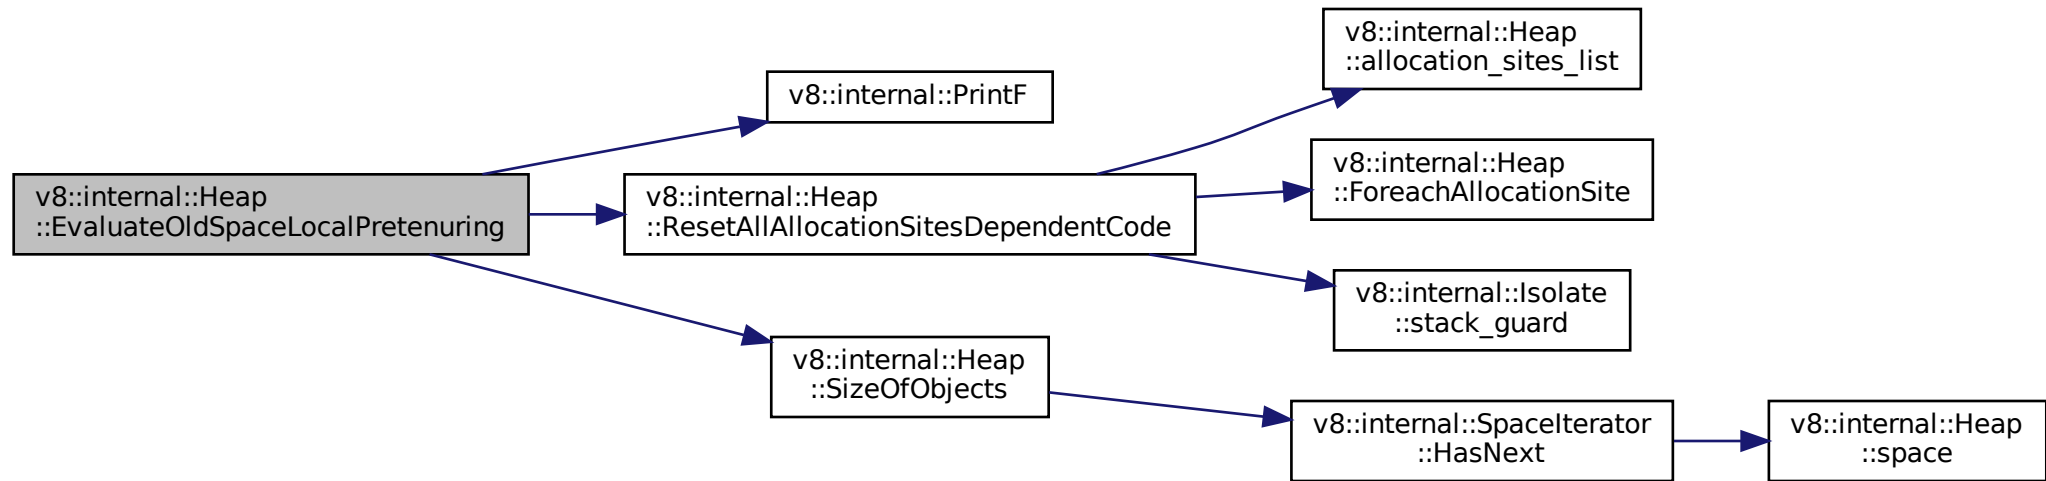 v8::internal::Heap
::EvaluateOldSpaceLocalPretenuring
v8::internal::PrintF
v8::internal::Heap
::ResetAllAllocationSitesDependentCode
v8::internal::Heap
::SizeOfObjects
v8::internal::Heap
::allocation_sites_list
v8::internal::Heap
::ForeachAllocationSite
v8::internal::Isolate
::stack_guard
v8::internal::SpaceIterator
::HasNext
v8::internal::Heap
::space